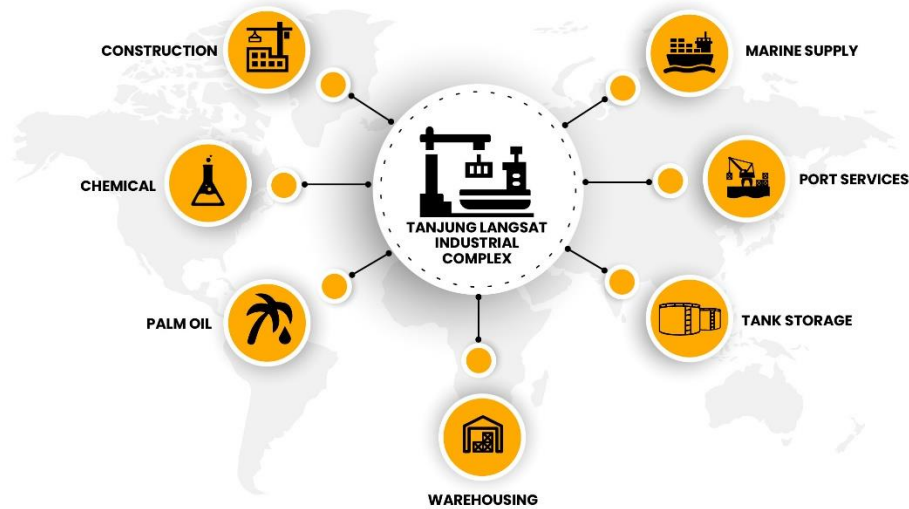 CONSTRUCTION
MARINE SUPPLY
CHEMICAL
PORT SERVICES
TANJUNG LANGSAT
INDUSTRIAL
COMPLEX
PALM OIL
TANK STORAGE
WAREHOUSING